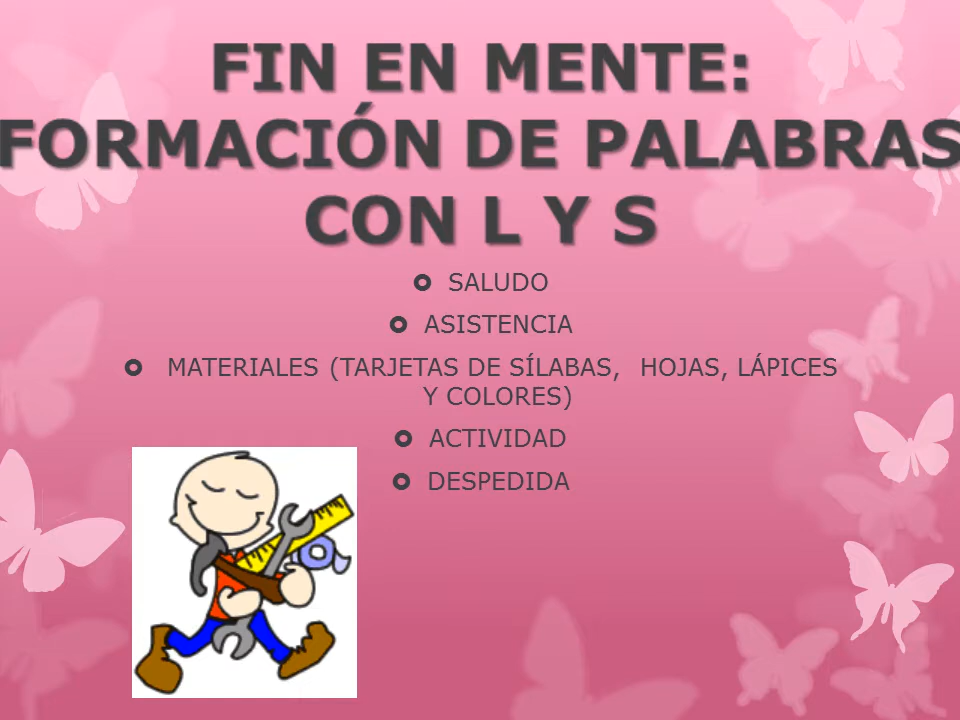 FIN EN MENTE:
FORMACIÓN DE PALABRAS
CON L Y S
SALUDO
ASISTENCIA
MATERIALES (TARJETAS DE SÍLABAS, HOJAS, LÁPICES
Y COLORES)
ACTIVIDAD
DESPEDIDA